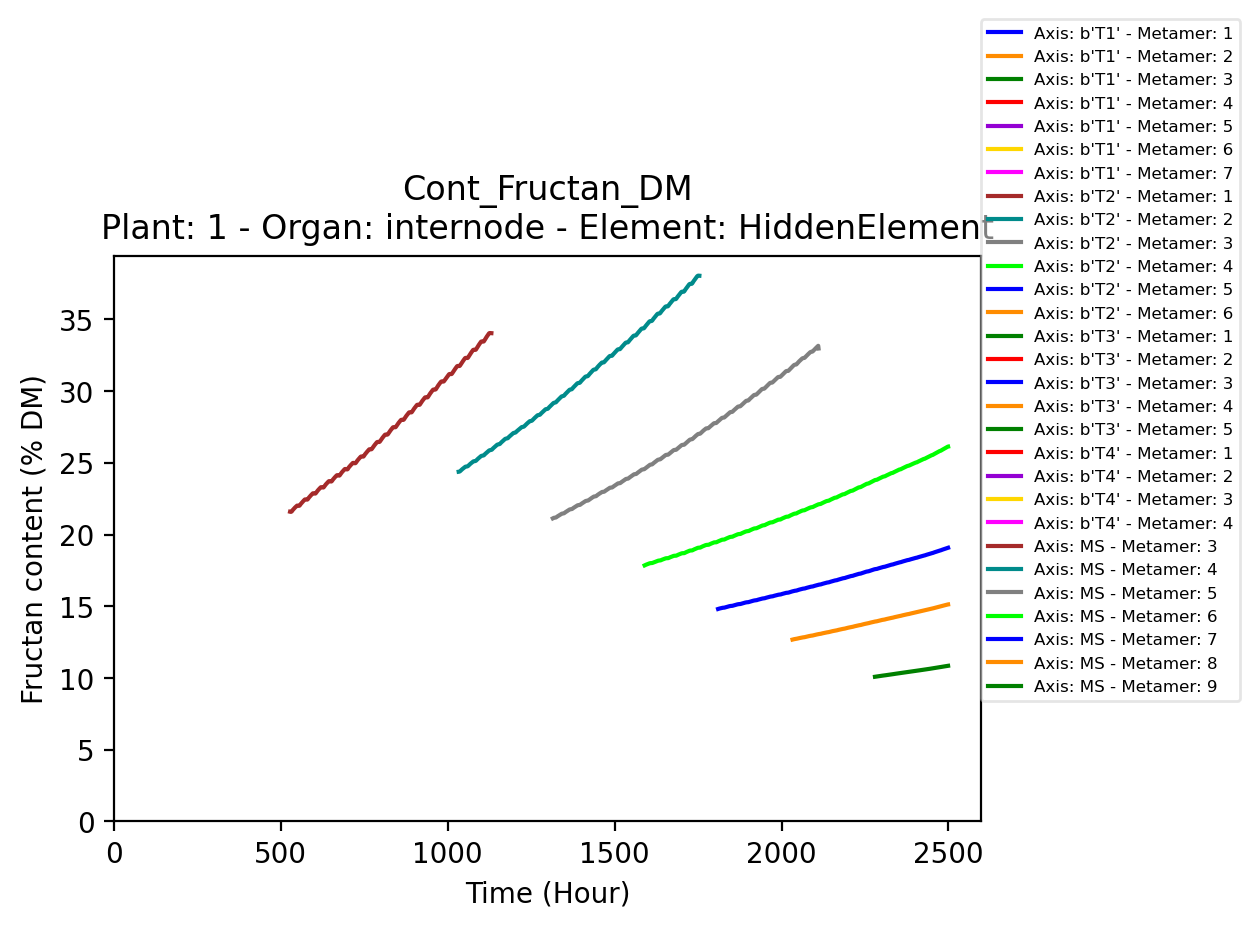 Cont_Fructan_DM
Plant: 1 - Organ: internode - Element: HiddenElement
Axis: b'T1' - Metamer: 1
Axis: b'T1' - Metamer: 2
Axis: b'T1' - Metamer: 3
Axis: b'T1' - Metamer: 4
Axis: b'T1' - Metamer: 5
Axis: b'T1' - Metamer: 6
Axis: b'T1' - Metamer: 7
Axis: b'T2' - Metamer: 1
Axis: b'T2' - Metamer: 2
Axis: b'T2' - Metamer: 3
Axis: b'T2' - Metamer: 4
Axis: b'T2' - Metamer: 5
Axis: b'T2' - Metamer: 6
Axis: b'T3' - Metamer: 1
Axis: b'T3' - Metamer: 2
Axis: b'T3' - Metamer: 3
Axis: b'T3' - Metamer: 4
Axis: b'T3' - Metamer: 5
Axis: b'T4' - Metamer: 1
Axis: b'T4' - Metamer: 2
Axis: b'T4' - Metamer: 3
Axis: b'T4' - Metamer: 4
Axis: MS - Metamer: 3
Axis: MS - Metamer: 4
Axis: MS - Metamer: 5
Axis: MS - Metamer: 6
Axis: MS - Metamer: 7
Axis: MS - Metamer: 8
Axis: MS - Metamer: 9
Fructan content (% DM)
35
30
25
20
15
10
5
0
0 500 1000 1500 2000 2500
Time (Hour)